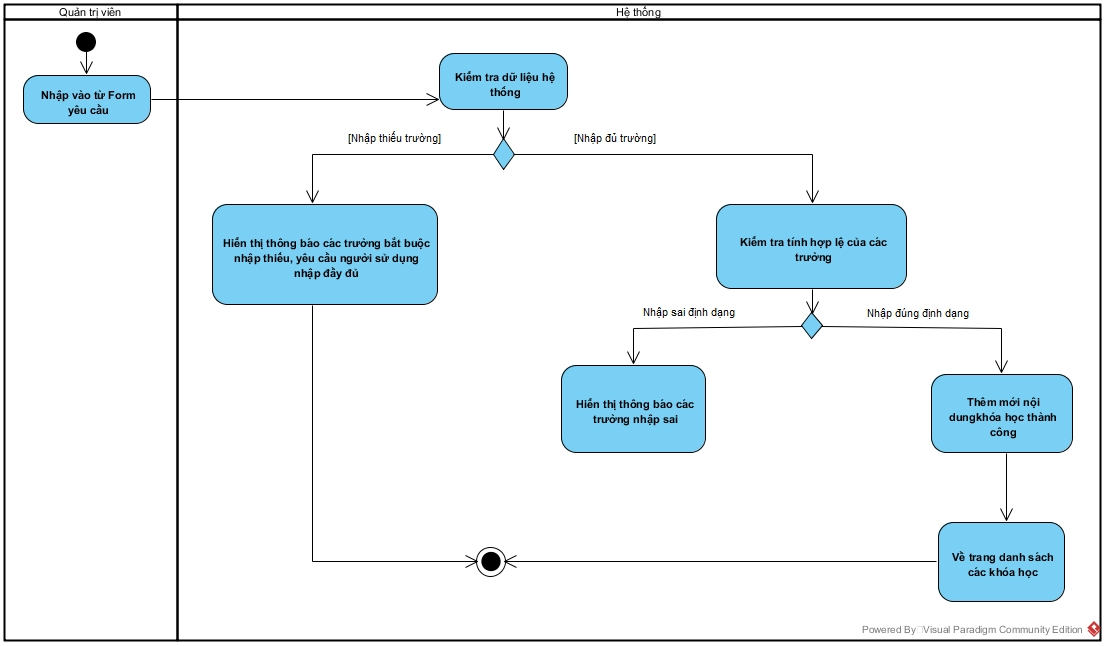 Quản trị viên
Hệ thống
Nhập vào từ Form
yêu cầu
Kiểm tra dữ liệu hệ
thống
[Nhập thiếu trường]
[Nhập đủ trường]
Hiển thị thông báo các trường bắt buộc
nhập thiếu, yêu cầu người sử dụng
nhập đầy đủ
Kiểm tra tính hợp lệ của các
trường
Nhập sai định dạng
Nhập đúng định dạng
Hiển thị thông báo các
trường nhập sai
Thêm mới nội
dungkhóa học thành
công
Về trang danh sách
các khóa học
Powered By Visual Paradigm Community Edition